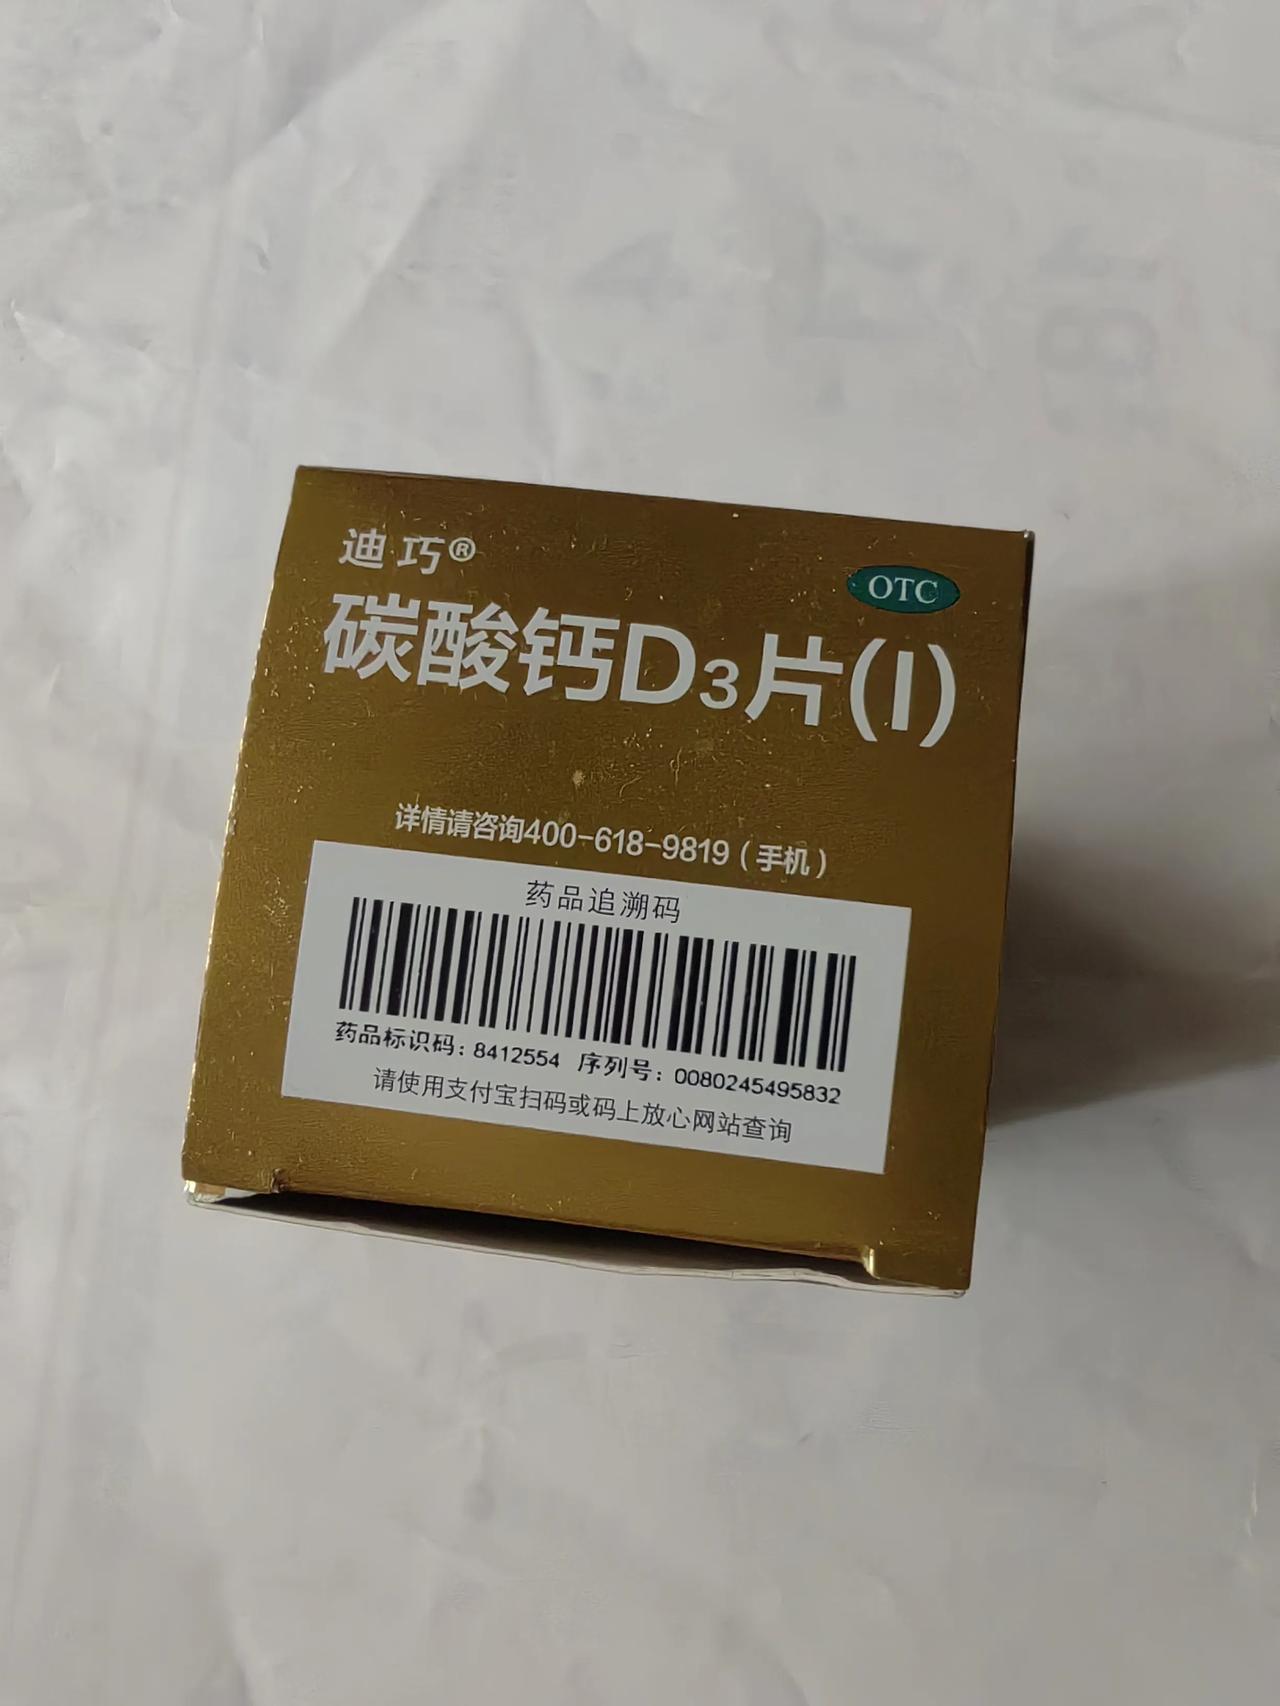 迪巧®
OTC
碳酸钙D3片(I)
详情请咨询400-618-9819（手机）
药品追溯码
药品标识码：8412554 序列号：0080245495832
请使用支付宝扫码或码上放心网站查询